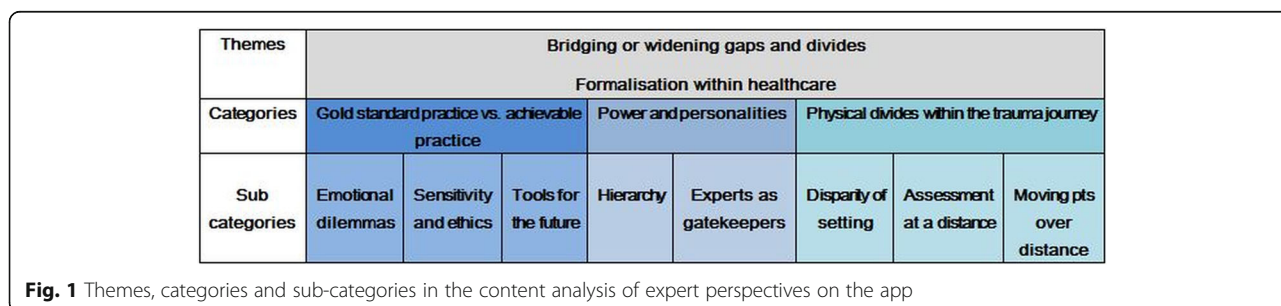 Themes
Bridging or widening gaps and divides
Formalisation within healthcare
Categories
Gold standard practice vs. achievable
practice
Power and personalities
Physical divides within the trauma journey
Sub
categories
Emotional
dilemmas
Sensitivity
and ethics
Tools for
the future
Hierarchy
Experts as
gatekeepers
Disparity of
setting
Assessment
at a distance
Moving pts
over
distance
Fig. 1 Themes, categories and sub-categories in the content analysis of expert perspectives on the app